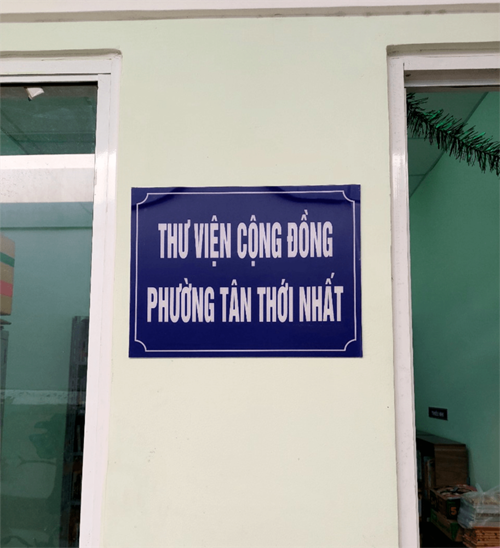 THƯ VIỆN CỘNG ĐỒNG
PHƯỜNG TÂN THỚI NHẤT